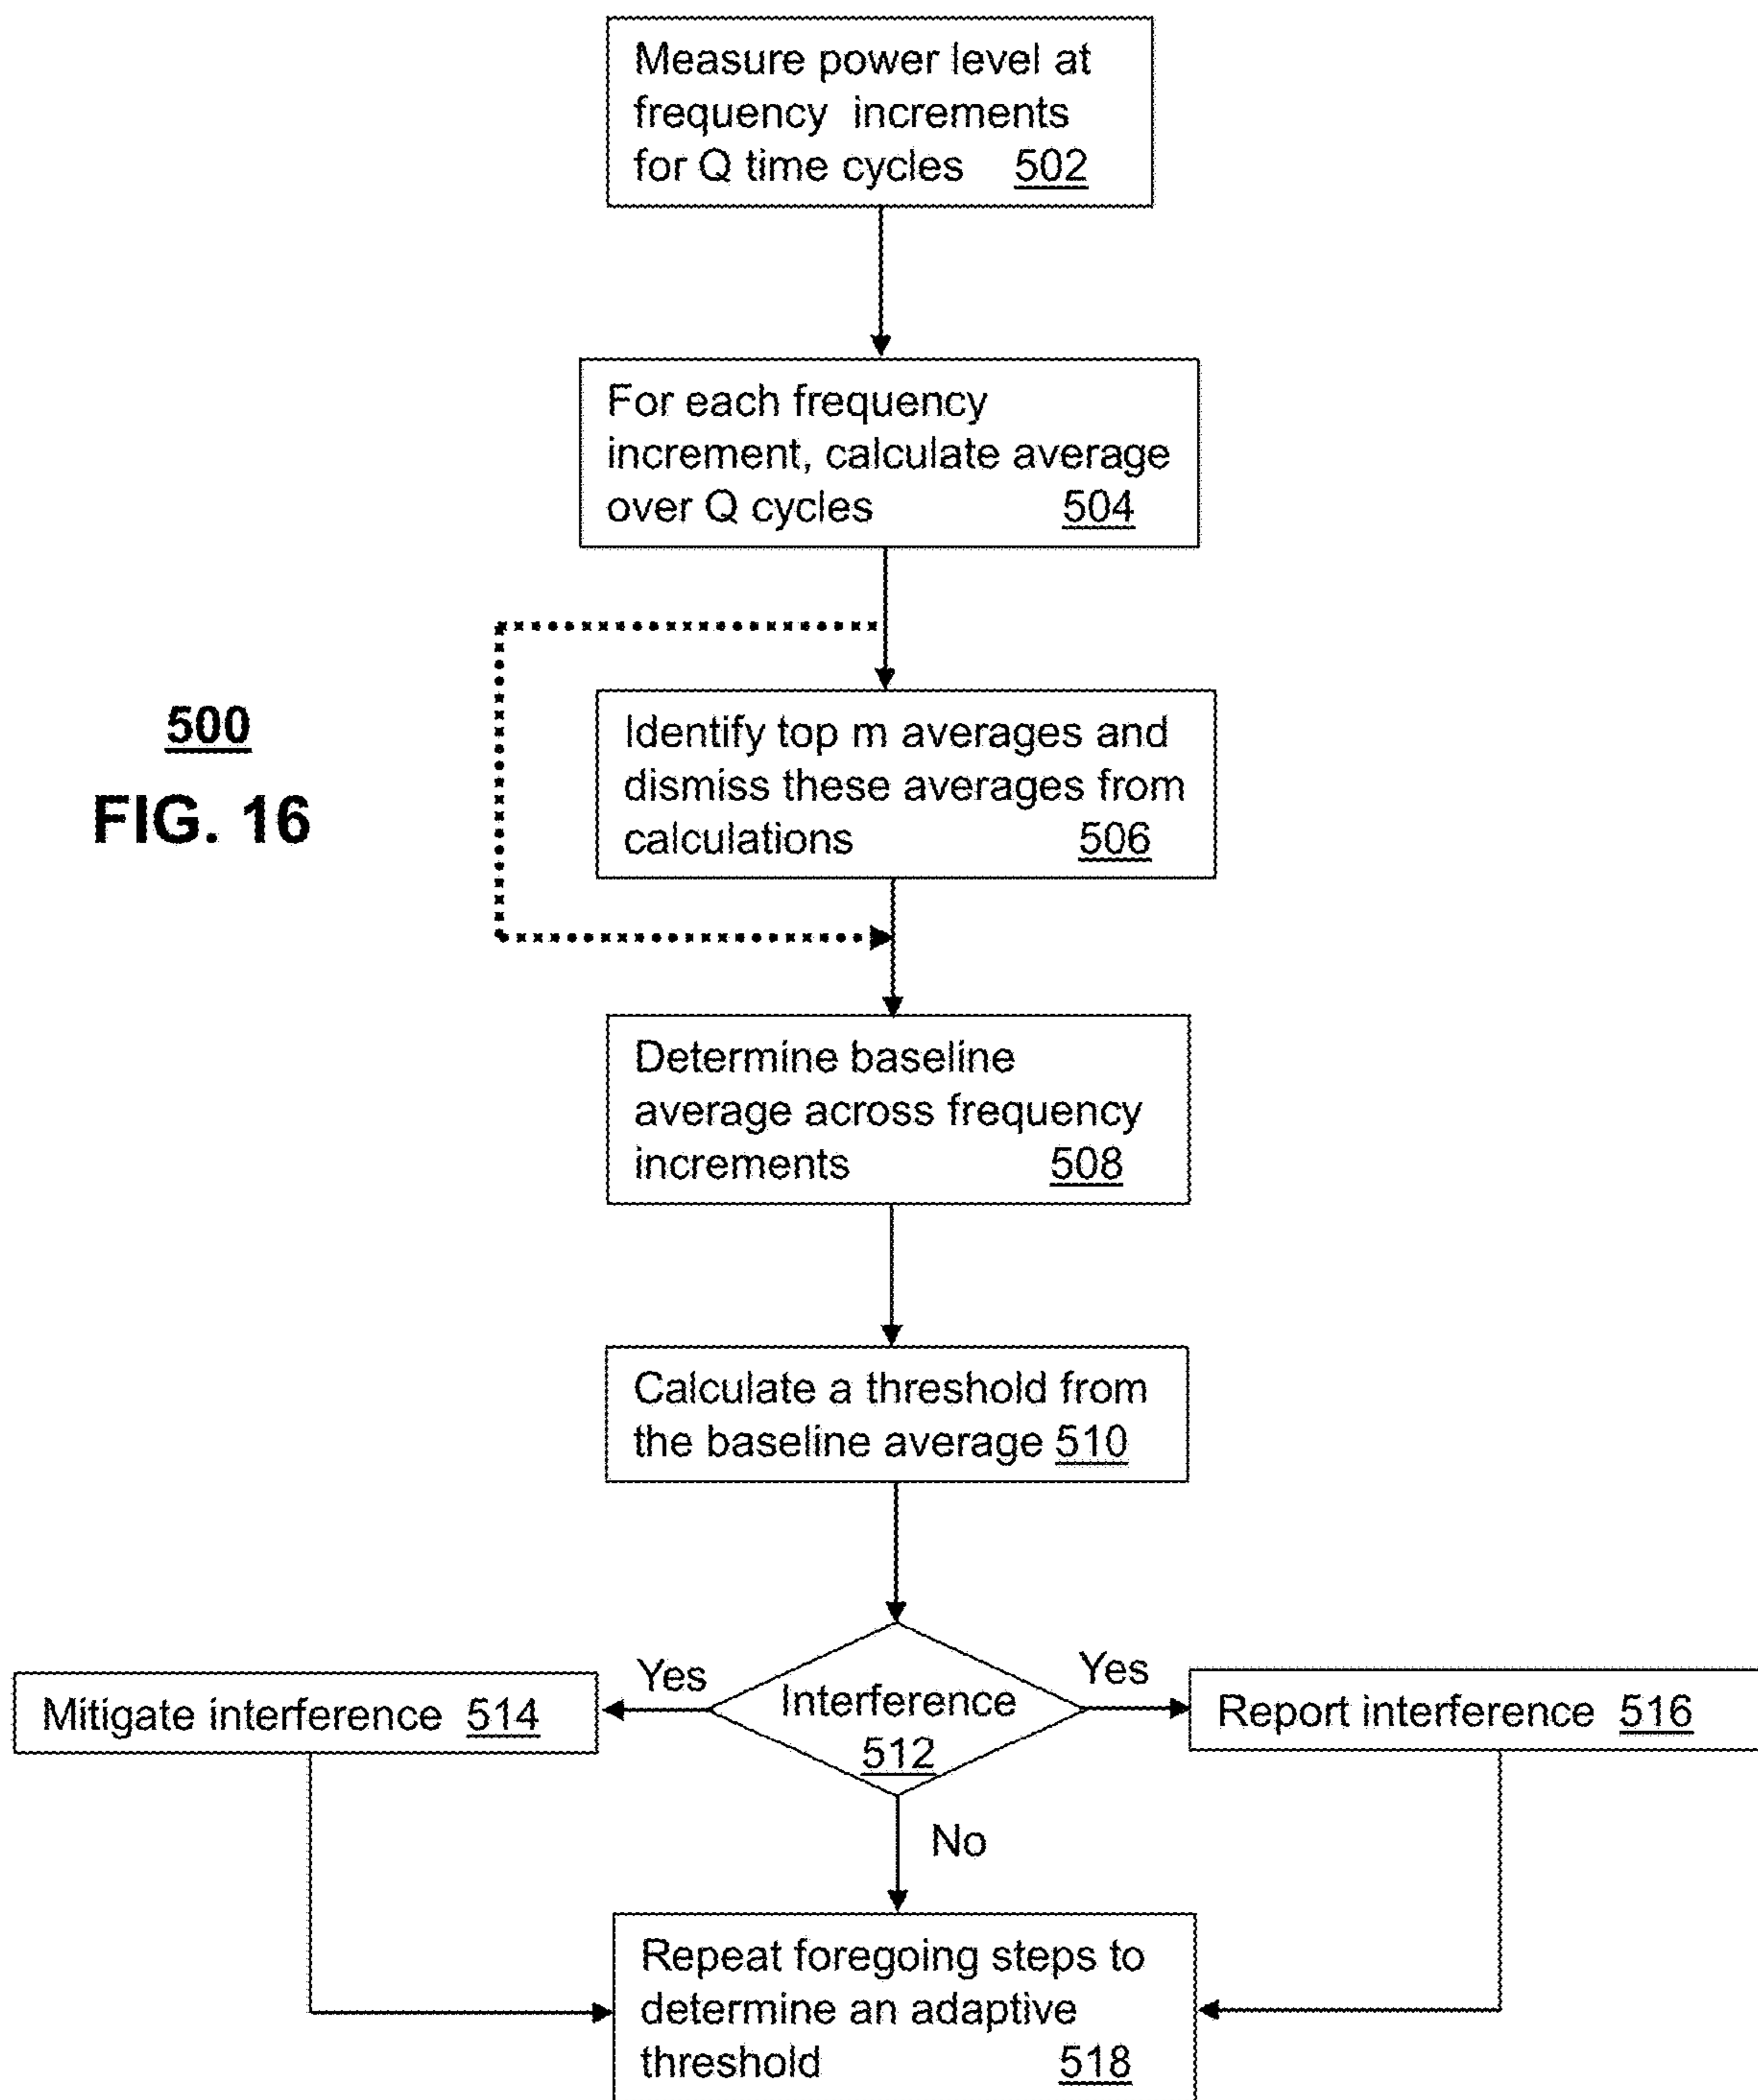 Measure power level at
frequency increments
for Q time cycles 502
For each frequency
increment, calculate average
over Q cycles 504
500
FIG. 16
Identify top m averages and
dismiss these averages from
calculations 506
Determine baseline
average across frequency
increments 508
Calculate a threshold from
the baseline average 510
Yes
Yes
Mitigate interference 514
Interference
512
Report interference 516
No
Repeat foregoing steps to
determine an adaptive
threshold 518